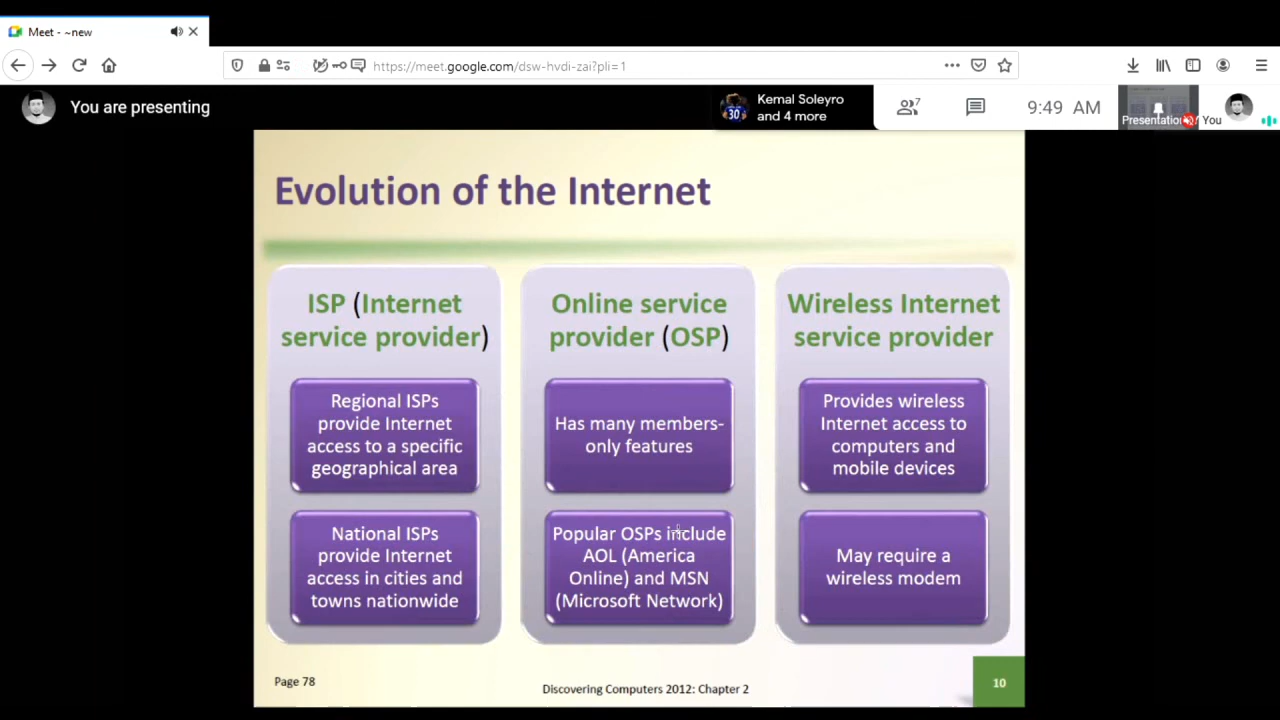 Meet - ~new
https://meet.google.com/dsw-hvdi-zai?pli=1
You are presenting
30
Kemal Soleyro
and 4 more
7
9:49 AM
You
Evolution of the Internet
ISP (Internet
service provider)
Regional ISPs
provide Internet
access to a specific
geographical area
National ISPs
provide Internet
access in cities and
towns nationwide
Online service
provider (OSP)
Has many members-
only features
Popular OSPs include
AOL (America
Online) and MSN
(Microsoft Network)
Wireless Internet
service provider
Provides wireless
Internet access to
computers and
mobile devices
May require a
wireless modem
Page 78
Discovering Computers 2012: Chapter 2
10